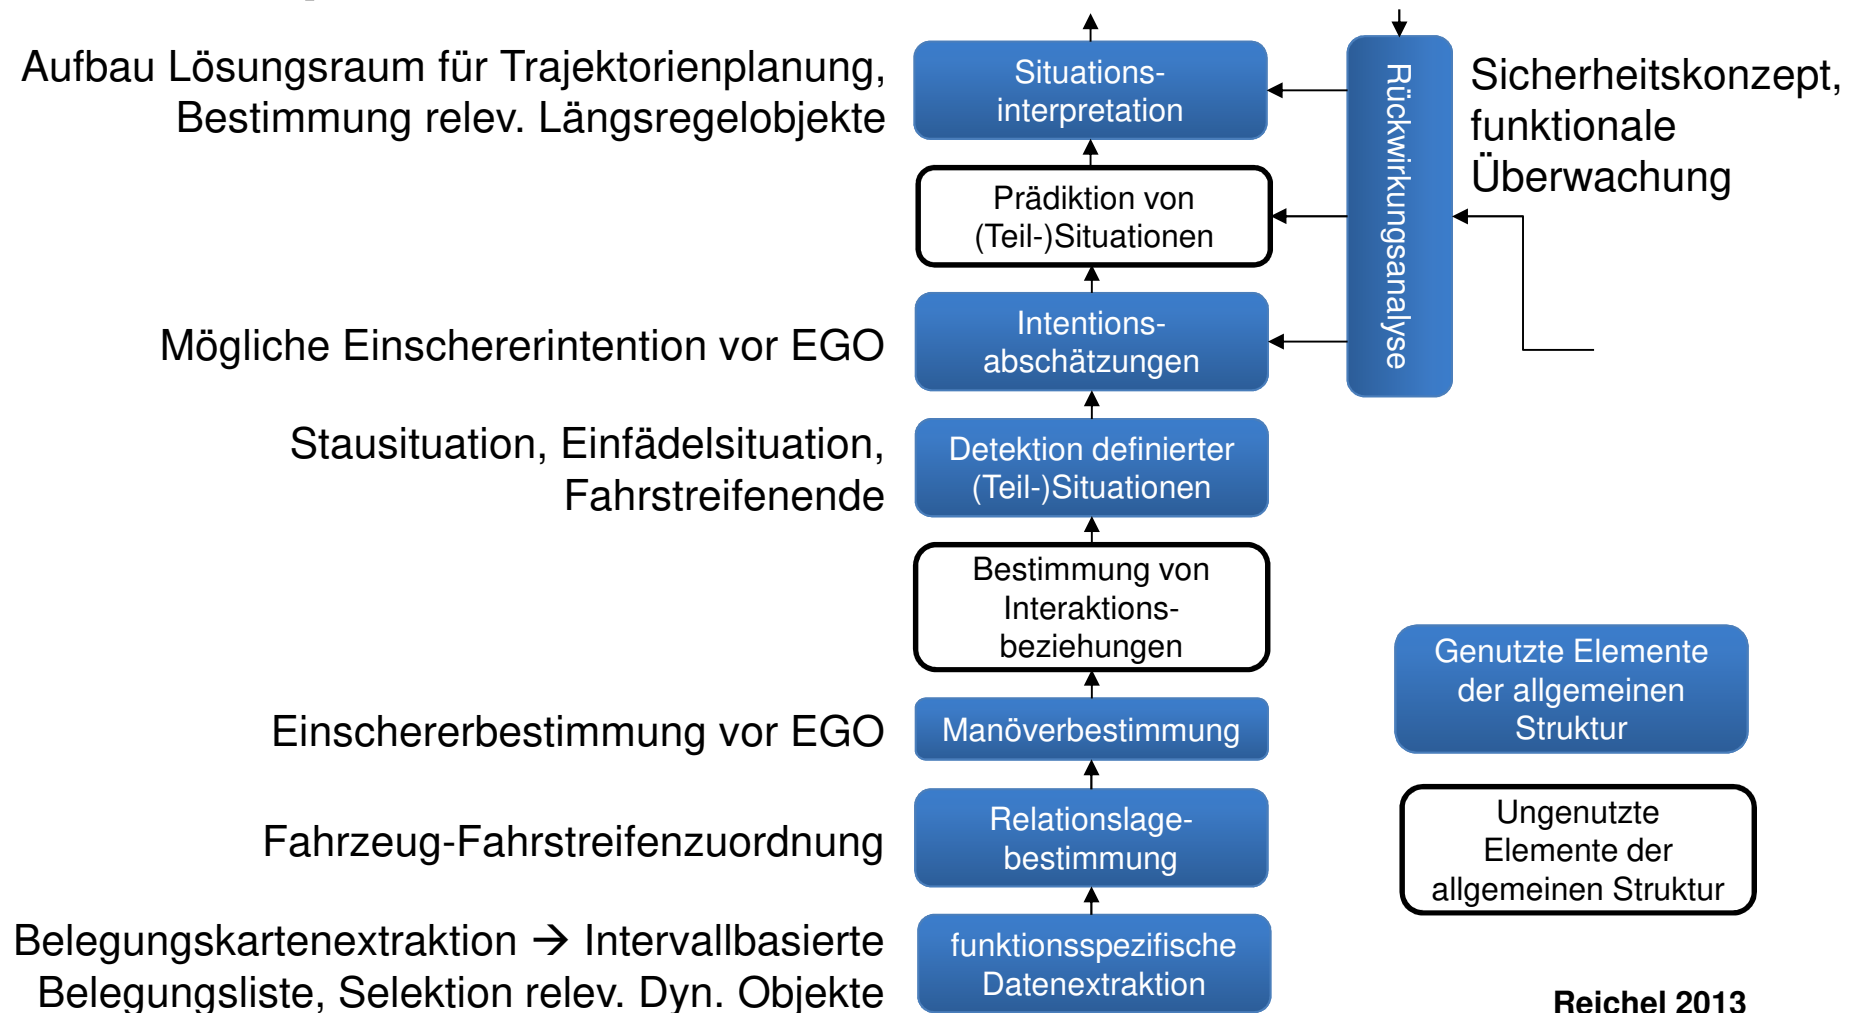 Aufbau Lösungsraum für Trajektorienplanung,
Bestimmung relev. Längsregelobjekte
Situations-
interpretation
Rückwirkungsanalyse
Sicherheitskonzept,
funktionale
Überwachung
Prädiktion von
(Teil-)Situationen
Mögliche Einschererintention vor EGO
Intentions-
abschätzungen
Stausituation, Einfädelsituation,
Fahrstreifenende
Detektion definierter
(Teil-)Situationen
Bestimmung von
Interaktions-
beziehungen
Einschererbestimmung vor EGO
Manöverbestimmung
Fahrzeug-Fahrstreifenzuordnung
Relationslage-
bestimmung
Belegungskartenextraktion → Intervallbasierte
Belegungsliste, Selektion relev. Dyn. Objekte
funktionsspezifische
Datenextraktion
Genutzte Elemente
der allgemeinen
Struktur
Ungenutzte
Elemente der
allgemeinen Struktur
Reichel 2013